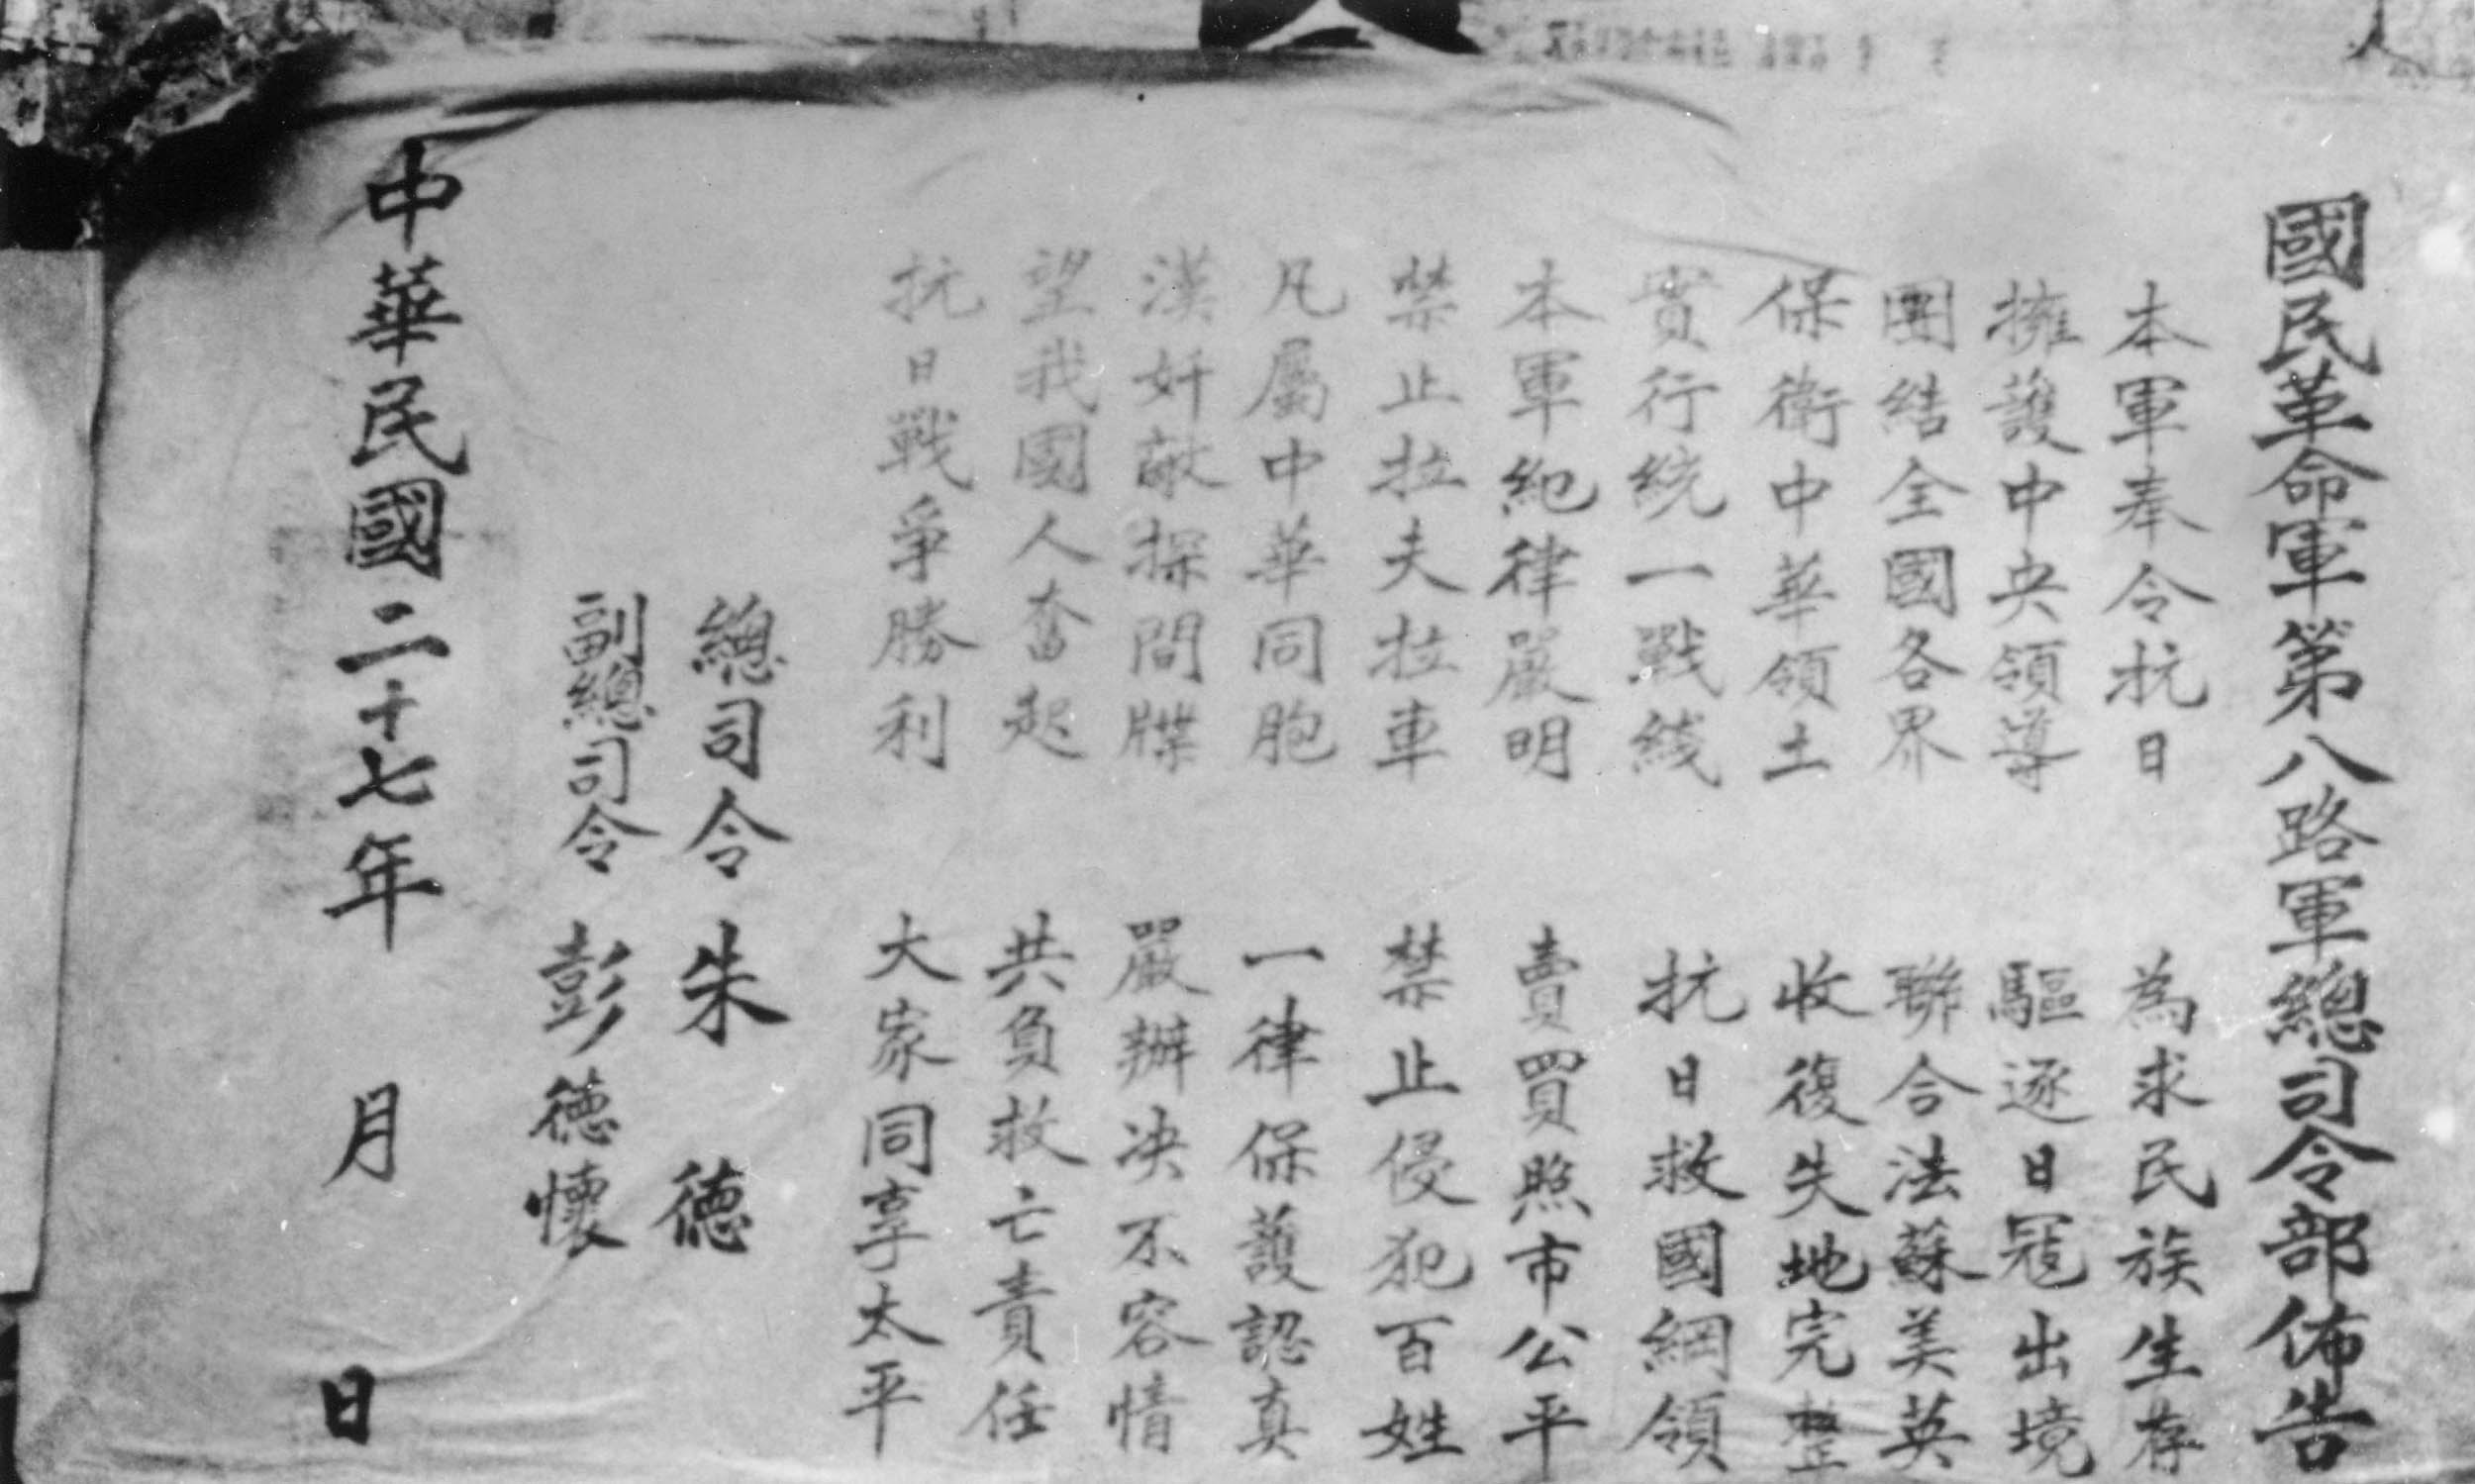 國民革命軍第八路軍總司令部佈告
本軍奉令抗日 為求民族生存
擁護中央領導 驅逐日冠出境
團結全國各界 聯合法蘇美英
保衛中華領土 收復失地完整
實行統一戰綫 抗日救國綱領
本軍紀律嚴明 賣買照市公平
禁止拉夫拉車 禁止侵犯百姓
凡屬中華同胞 一律保護認真
漢奸敵探間牒 嚴辦决不容情
望我國人奮起 共負救亡責任
抗日戰爭勝利 大家同享太平
總司令 朱德
副總司令 彭德懷
中華民國二十七年 月 日